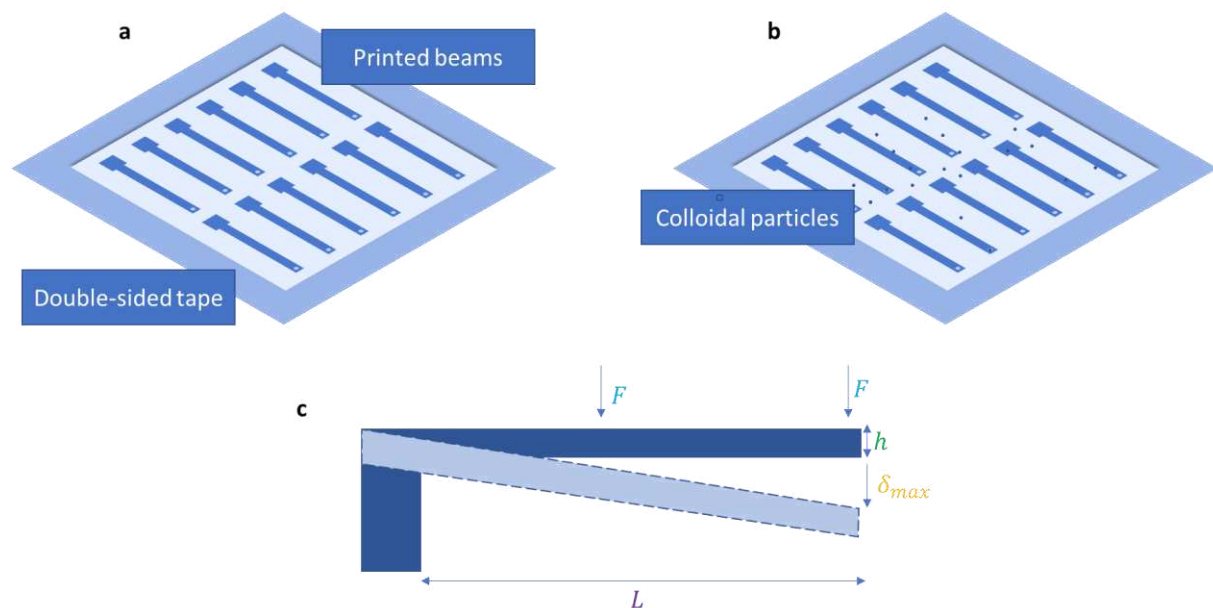 a
Printed beams
Double-sided tape
b
Colloidal particles
c
F
F
h
δmax
L